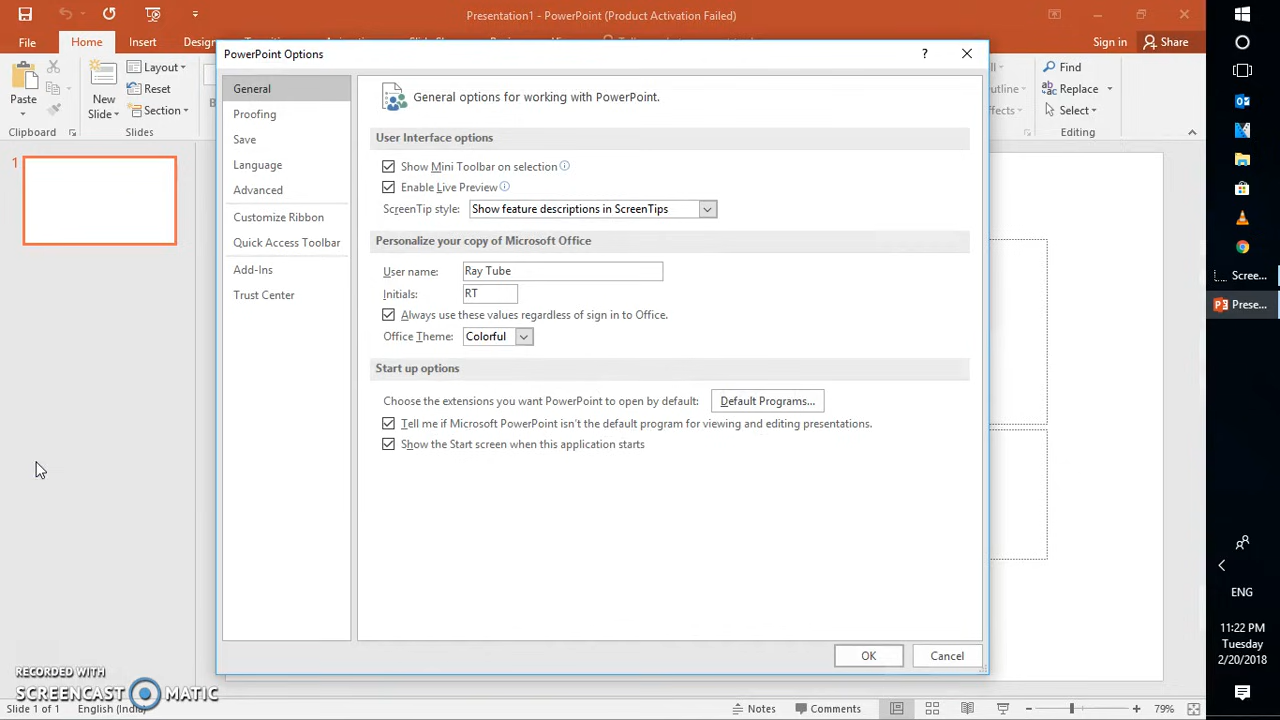 Presentation1 - PowerPoint (Product Activation Failed)
File
Home
Insert
Sign in
Share
Paste
Clipboard
New
Slide
Layout
Reset
Section
Slides
Find
Replace
Select
Editing
1
PowerPoint Options
?
General
Proofing
Save
Language
Advanced
Customize Ribbon
Quick Access Toolbar
Add-Ins
Trust Center
General options for working with PowerPoint.
User Interface options
Show Mini Toolbar on selection
Enable Live Preview
ScreenTip style: Show feature descriptions in ScreenTips
Personalize your copy of Microsoft Office
User name: Ray Tube
Initials: RT
Always use these values regardless of sign in to Office.
Office Theme: Colorful
Start up options
Choose the extensions you want PowerPoint to open by default: Default Programs...
Tell me if Microsoft PowerPoint isn't the default program for viewing and editing presentations.
Show the Start screen when this application starts
OK
Cancel
Scree...
Prese...
ENG
11:22 PM
Tuesday
2/20/2018
RECORDED WITH
SCREENCAST MATIC
Slide 1 of 1
Notes
Comments
79%